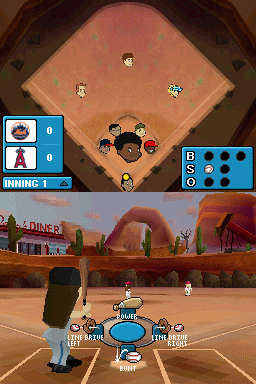 0
A 0
INNING 1
B
S
O
DINER
POWER
LINE DRIVE LEFT
LINE DRIVE RIGHT
BUNT